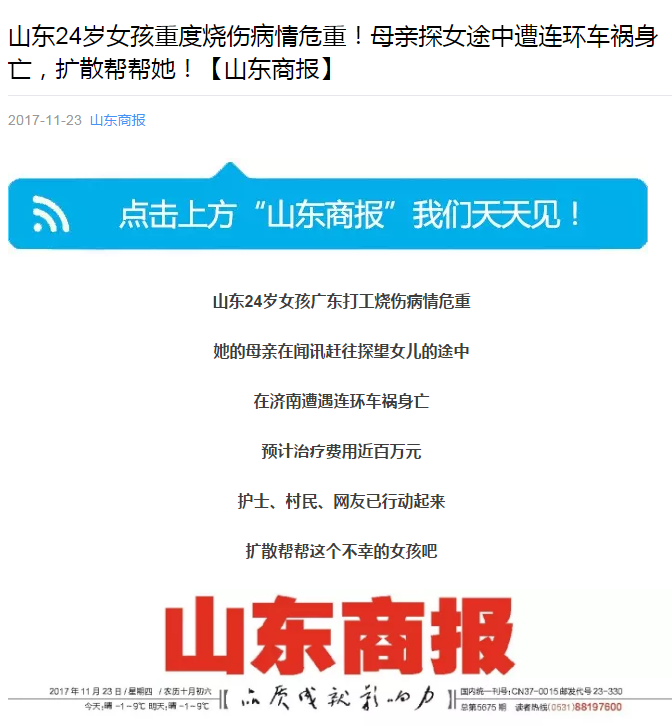 山东24岁女孩重度烧伤病情危重！母亲探女途中遭连环车祸身
亡，扩散帮帮她！【山东商报】
2017-11-23 山东商报
点击上方“山东商报”我们天天见！
山东24岁女孩广东打工烧伤病情危重
她的母亲在闻讯赶往探望女儿的途中
在济南遭遇连环车祸身亡
预计治疗费用近百万元
护士、村民、网友已行动起来
扩散帮帮这个不幸的女孩吧
山东商报
2017年11月23日/星期四 /农历十月初六
今天:晴 -1~9℃ 明天:晴 -1~9℃
品质成就影响力
国内统一刊号:CN37-0015 邮发代号 23-330
总第5675期 读者热线(0531)88197600